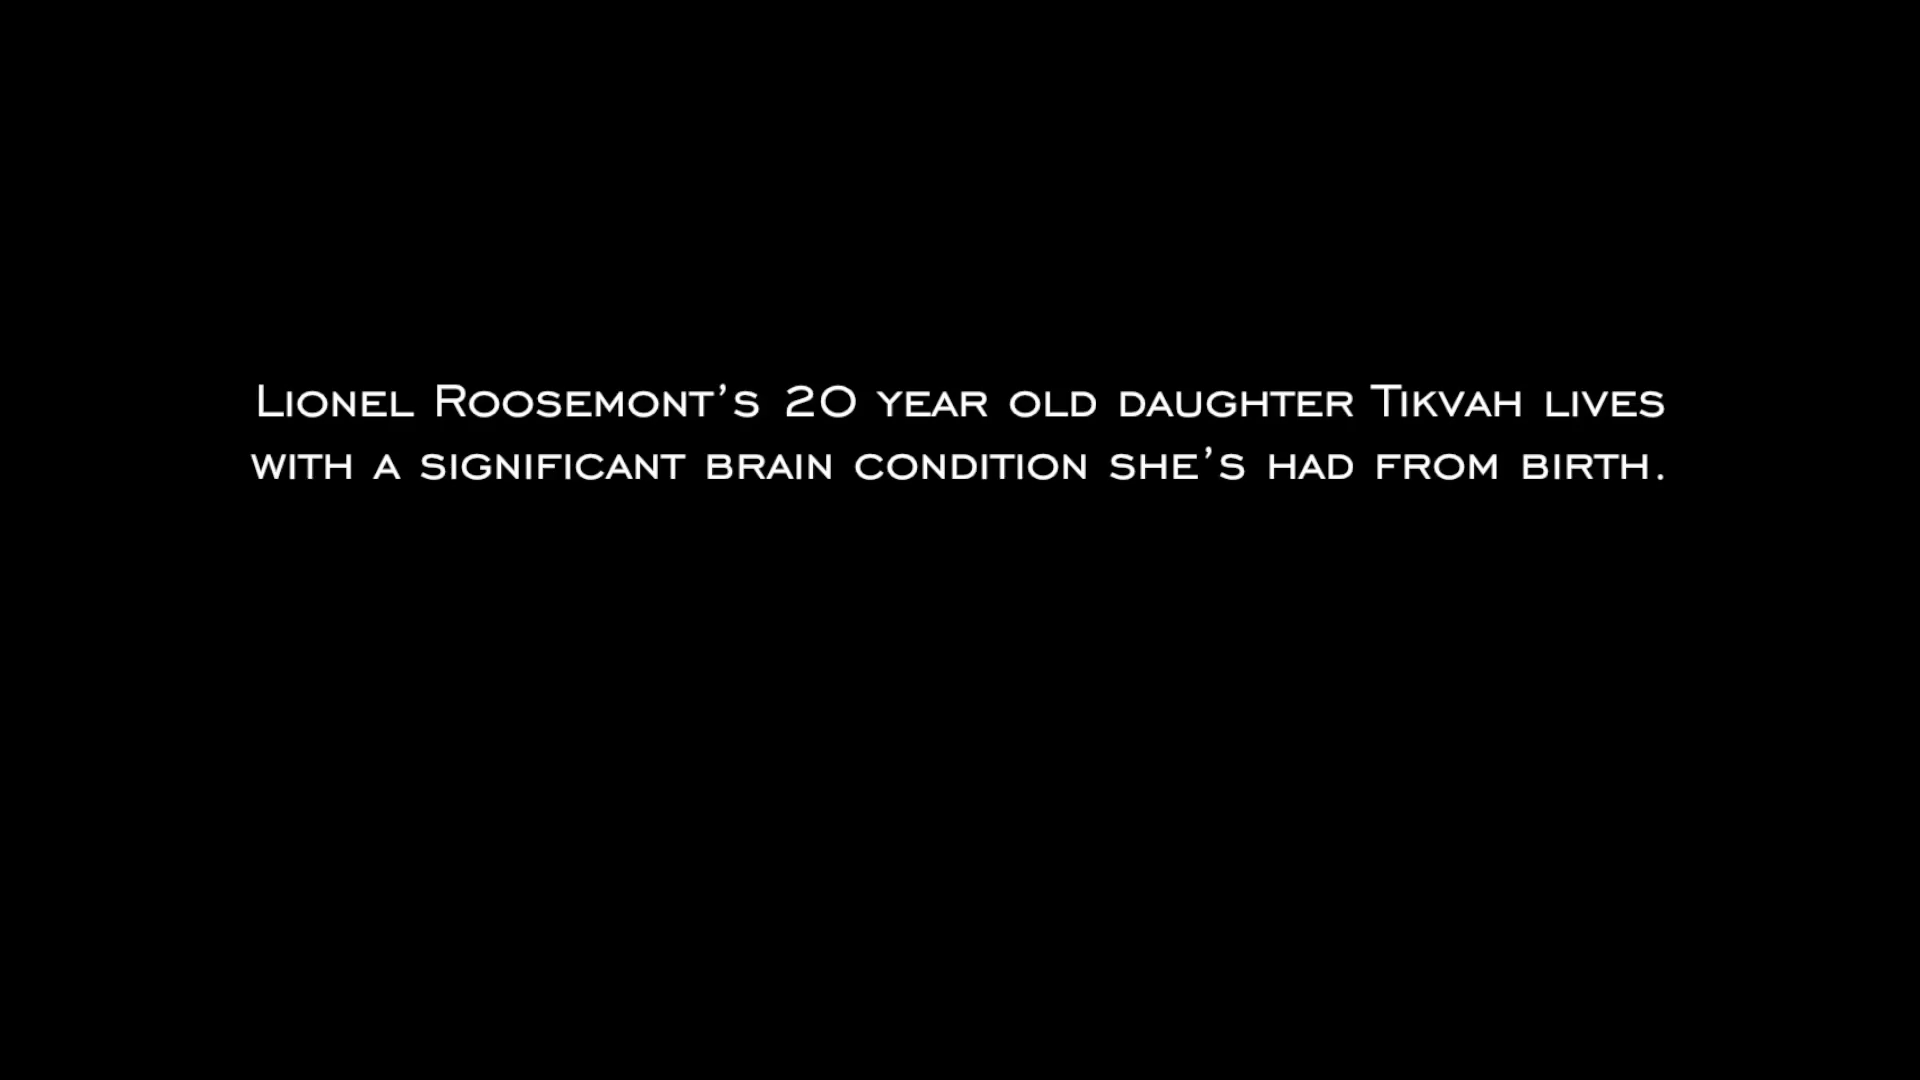 Lionel Roosemont’s 20 year old daughter Tikvah lives
with a significant brain condition she’s had from birth.